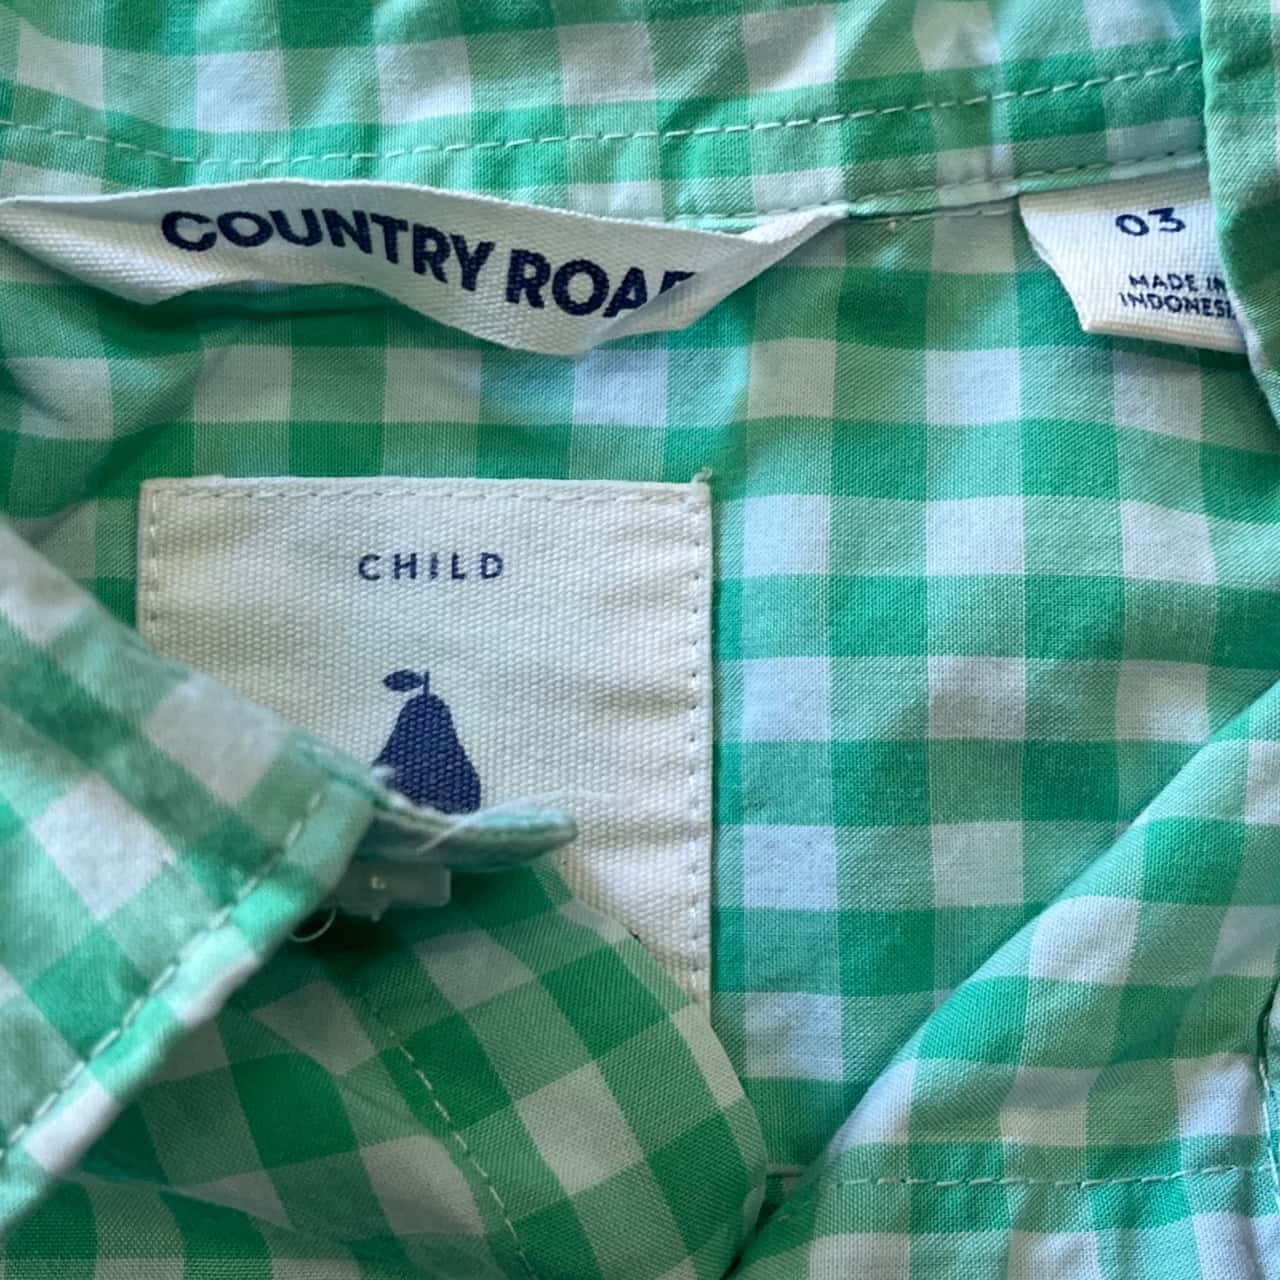 COUNTRY ROAD
03
MADE IN
INDONESIA
CHILD